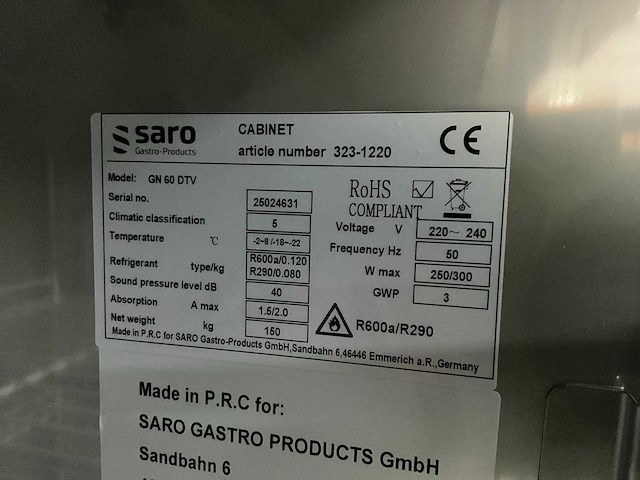 saro
Gastro-Products
CABINET
article number 323-1220
CE
Model: GN 60 DTV
Serial no. 25024631
Climatic classification 5
Temperature °C -2~8 /-18~-22
Refrigerant type/kg R600a/0.120
R290/0.080
Sound pressure level dB 40
Absorption A max 1.5/2.0
Net weight kg 150
RoHS
COMPLIANT
Voltage V 220～ 240
Frequency Hz 50
W max 250/300
GWP 3
R600a/R290
Made in P.R.C for SARO Gastro-Products GmbH,Sandbahn 6,46446 Emmerich a.R.,Germany
Made in P.R.C for:
SARO GASTRO PRODUCTS GmbH
Sandbahn 6